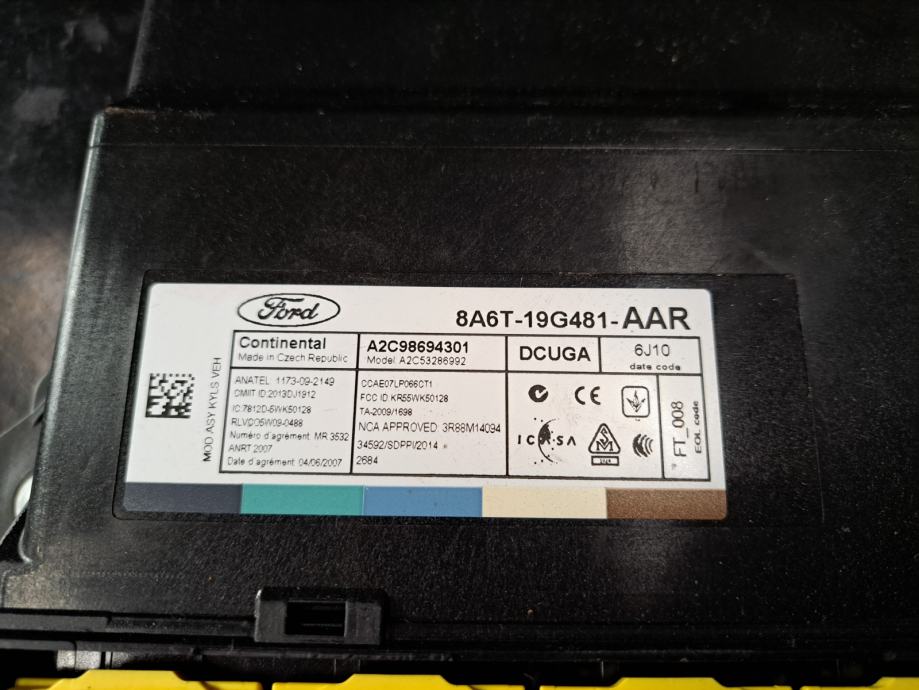 Ford
8A6T-19G481-AAR
Continental
Made in Czech Republic
A2C98694301
Model A2C53286992
DCUGA
6J10
date code
MOD ASY KYLS VEH
ANATEL 1173-09-2149
CMIIT ID:2013DJ1912
IC:7812D-5WK50128
RLVDO5W09-0488
Numéro d'agrément MR 3532
ANRT 2007
Date d'agrément 04/06/2007
CCAE07LP066CT1
FCC ID KR55WK50128
TA-2009/1698
NCA APPROVED 3R88M14094
34592/SDPPI/2014
2684
CE
ICASA
FT_008
EOL code